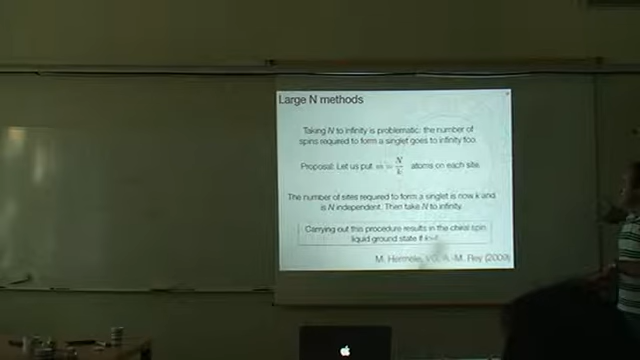 Large N methods
Taking N to infinity is problematic: the number of
spins required to form a singlet goes to infinity too.
Proposal: Let us put m = N/k atoms on each site.
The number of sites required to form a singlet is now k and
is N independent. Then take N to infinity.
Carrying out this procedure results in the chiral spin
liquid ground state if
M. Hermele, VG, A.-M. Rey (2009)